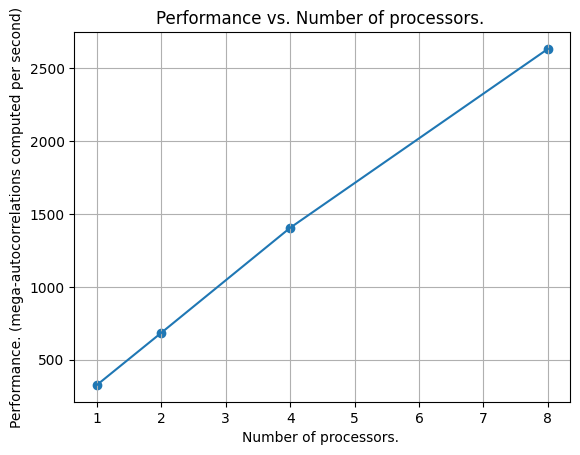 Performance vs. Number of processors.
Performance. (mega-autocorrelations computed per second)
2500
2000
1500
1000
500
1 2 3 4 5 6 7 8
Number of processors.